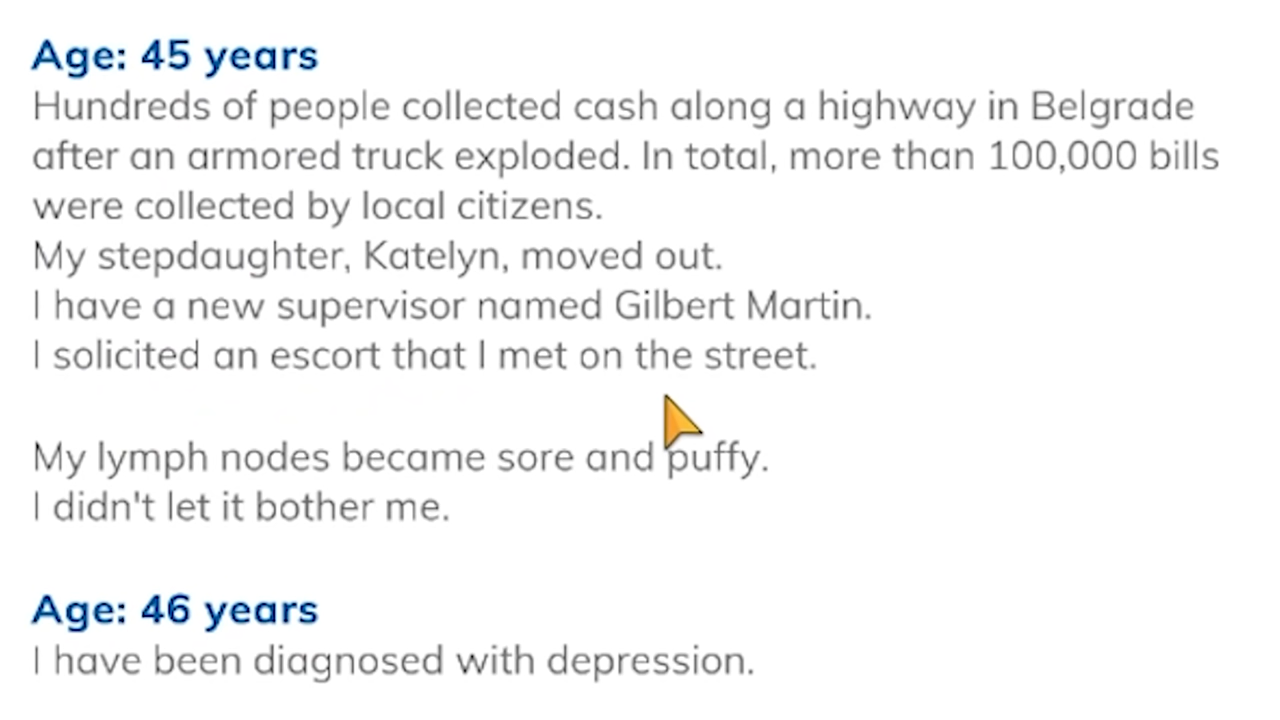 Age: 45 years
Hundreds of people collected cash along a highway in Belgrade
after an armored truck exploded. In total, more than 100,000 bills
were collected by local citizens.
My stepdaughter, Katelyn, moved out.
I have a new supervisor named Gilbert Martin.
I solicited an escort that I met on the street.
My lymph nodes became sore and puffy.
I didn't let it bother me.
Age: 46 years
I have been diagnosed with depression.